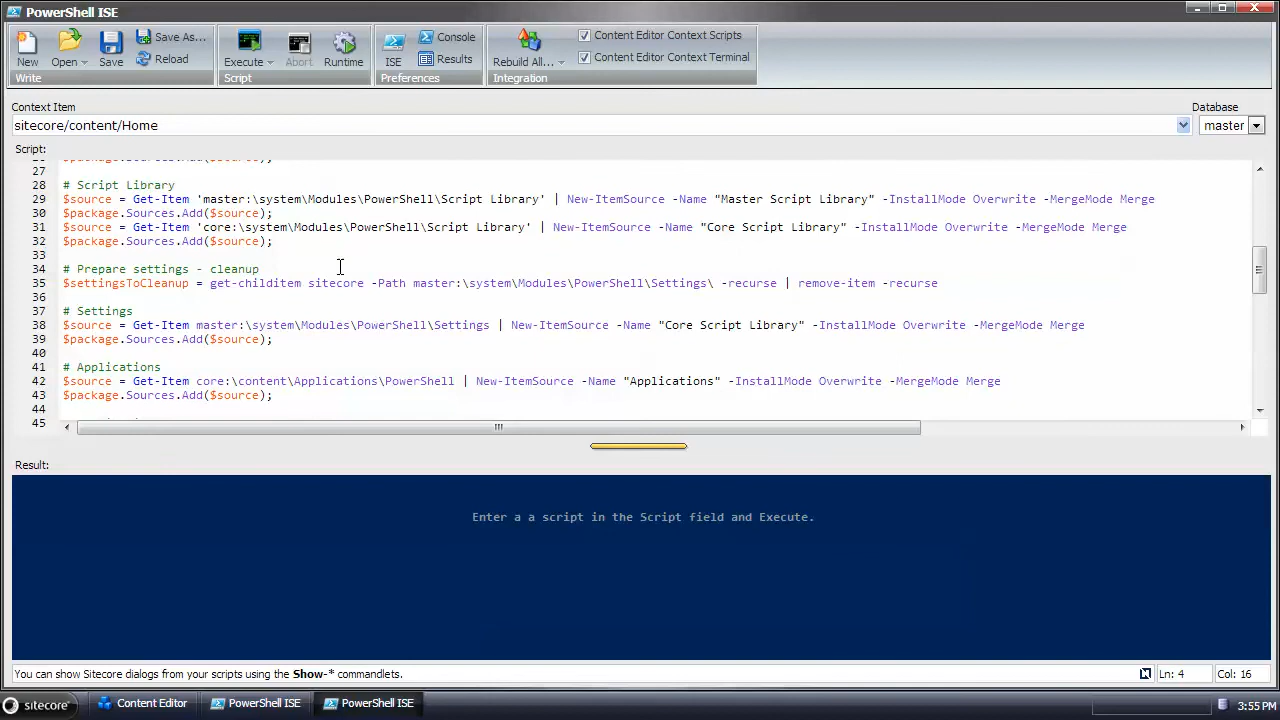 PowerShell ISE
New
Open
Save
Save As...
Reload
Write
Execute
Abort
Runtime
Script
ISE
Console
Results
Preferences
Rebuild All...
Content Editor Context Scripts
Content Editor Context Terminal
Integration
Context Item
Database
sitecore/content/Home
master
Script:
26 $package.Sources.Add($source);
27
28 # Script Library
29 $source = Get-Item 'master:\system\Modules\PowerShell\Script Library' | New-ItemSource -Name "Master Script Library" -InstallMode Overwrite -MergeMode Merge
30 $package.Sources.Add($source);
31 $source = Get-Item 'core:\system\Modules\PowerShell\Script Library' | New-ItemSource -Name "Core Script Library" -InstallMode Overwrite -MergeMode Merge
32 $package.Sources.Add($source);
33
34 # Prepare settings - cleanup
35 $settingsToCleanup = get-childitem sitecore -Path master:\system\Modules\PowerShell\Settings\ -recurse | remove-item -recurse
36
37 # Settings
38 $source = Get-Item master:\system\Modules\PowerShell\Settings | New-ItemSource -Name "Core Script Library" -InstallMode Overwrite -MergeMode Merge
39 $package.Sources.Add($source);
40
41 # Applications
42 $source = Get-Item core:\content\Applications\PowerShell | New-ItemSource -Name "Applications" -InstallMode Overwrite -MergeMode Merge
43 $package.Sources.Add($source);
44
45
Result:
Enter a a script in the Script field and Execute.
You can show Sitecore dialogs from your scripts using the Show-* commandlets.
Ln: 4
Col: 16
sitecore
Content Editor
PowerShell ISE
PowerShell ISE
3:55 PM